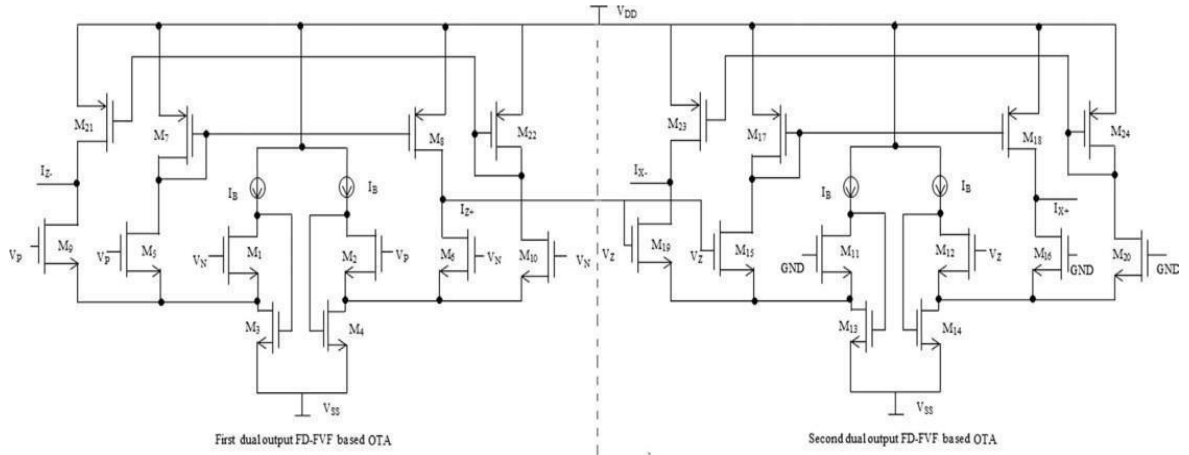 VDD
M21 M7 M8 M22 M23 M17 M18 M24
IZ- IB IB IZ+ IX- IB IB IX+
VP M9 VP M5 VN M1 M2 VP M6 VN M10 VN VZ M19 VZ M15 GND M11 M12 VZ M16 GND M20 GND
M3 M4 M13 M14
VSS VSS
First dual output FD-FVF based OTA
Second dual output FD-FVF based OTA